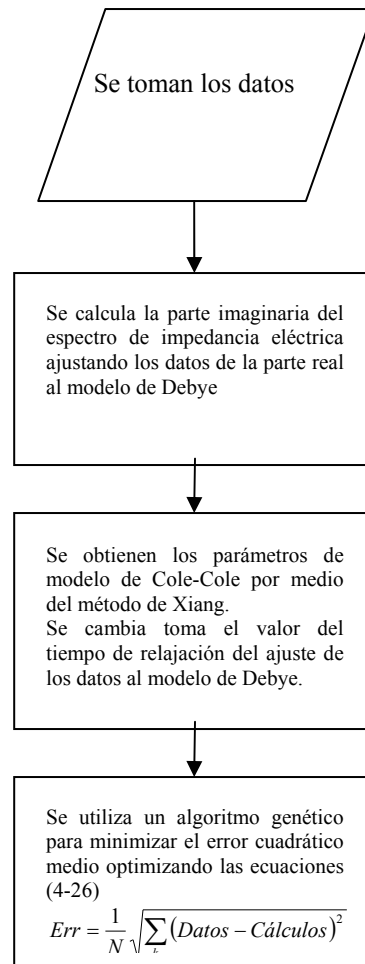 Se toman los datos
Se calcula la parte imaginaria del
espectro de impedancia eléctrica
ajustando los datos de la parte real
al modelo de Debye
Se obtienen los parámetros de
modelo de Cole-Cole por medio
del método de Xiang.
Se cambia toma el valor del
tiempo de relajación del ajuste de
los datos al modelo de Debye.
Se utiliza un algoritmo genético
para minimizar el error cuadrático
medio optimizando las ecuaciones
(4-26)
Err = 1/N √∑(Datos − Cálculos)²